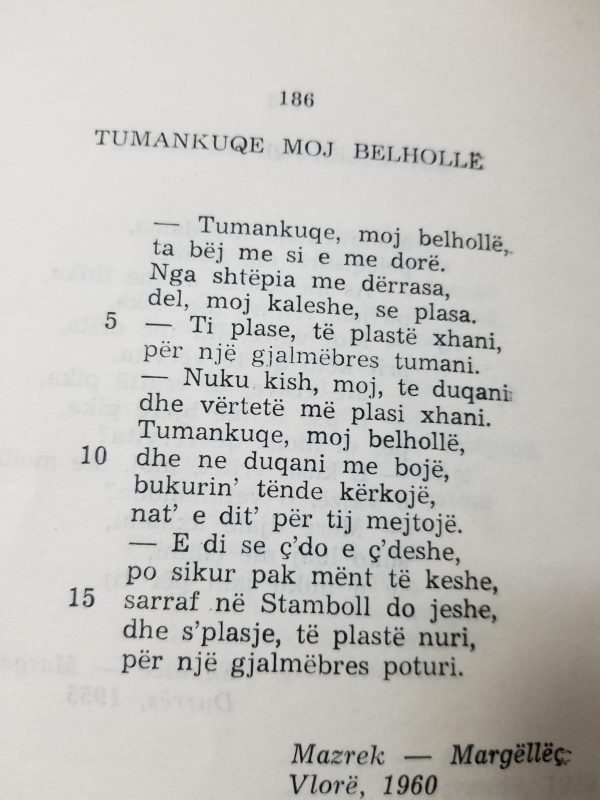 186
TUMANKUQE MOJ BELHOLLË
— Tumankuqe, moj belhollë,
ta bëj me si e me dorë.
Nga shtëpia me dërrasa,
del, moj kaleshe, se plasa.
5 — Ti plase, të plastë xhani,
për një gjalmëbres tumani.
— Nuku kish, moj, te duqani
dhe vërtetë më plasi xhani.
Tumankuqe, moj belhollë,
10 dhe ne duqani me bojë,
bukurin' tënde kërkojë,
nat' e dit' për tij mejtojë.
— E di se ç'do e ç'deshe,
po sikur pak mënt të keshe,
15 sarraf në Stamboll do jeshe,
dhe s'plasje, të plastë nuri,
për një gjalmëbres poturi.
Mazrek — Margëllëç
Vlorë, 1960